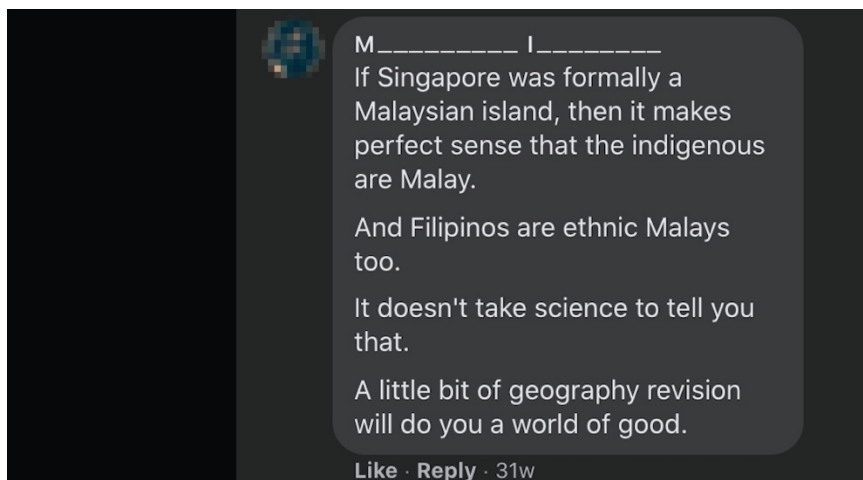 M_________ I________
If Singapore was formally a
Malaysian island, then it makes
perfect sense that the indigenous
are Malay.
And Filipinos are ethnic Malays
too.
It doesn't take science to tell you
that.
A little bit of geography revision
will do you a world of good.
Like · Reply · 31w